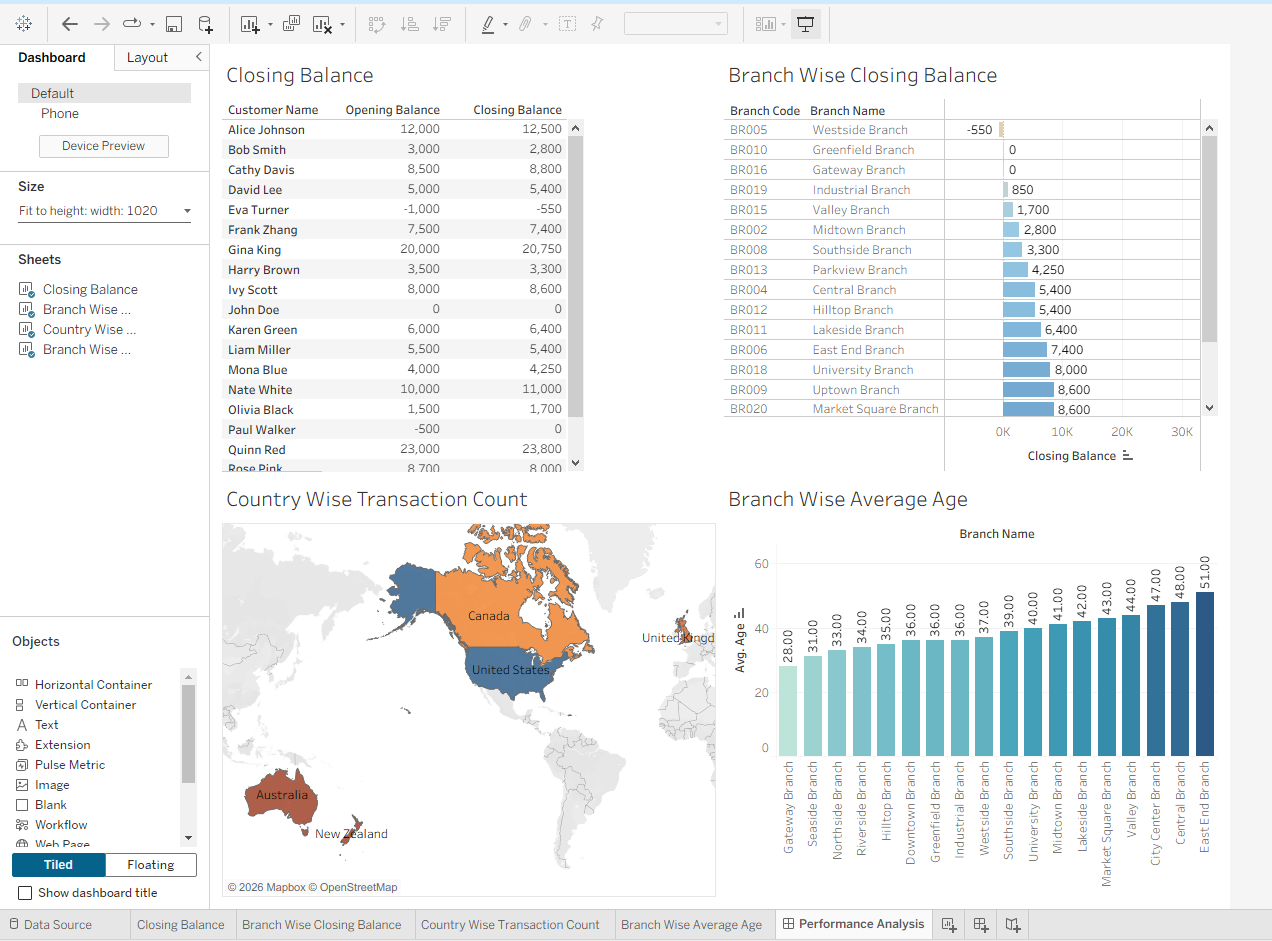 Dashboard Layout
Default
Phone
Device Preview
Size
Fit to height: width: 1020
Sheets
Closing Balance
Branch Wise ...
Country Wise ...
Branch Wise ...
Objects
Horizontal Container
Vertical Container
Text
Extension
Pulse Metric
Image
Blank
Workflow
Web Page
Tiled Floating
Show dashboard title
Closing Balance
Customer Name Opening Balance Closing Balance
Alice Johnson 12,000 12,500
Bob Smith 3,000 2,800
Cathy Davis 8,500 8,800
David Lee 5,000 5,400
Eva Turner -1,000 -550
Frank Zhang 7,500 7,400
Gina King 20,000 20,750
Harry Brown 3,500 3,300
Ivy Scott 8,000 8,600
John Doe 0 0
Karen Green 6,000 6,400
Liam Miller 5,500 5,400
Mona Blue 4,000 4,250
Nate White 10,000 11,000
Olivia Black 1,500 1,700
Paul Walker -500 0
Quinn Red 23,000 23,800
Rose Pink 8,700 8,000
Branch Wise Closing Balance
Branch Code Branch Name
BR005 Westside Branch -550
BR010 Greenfield Branch 0
BR016 Gateway Branch 0
BR019 Industrial Branch 850
BR015 Valley Branch 1,700
BR002 Midtown Branch 2,800
BR008 Southside Branch 3,300
BR013 Parkview Branch 4,250
BR004 Central Branch 5,400
BR012 Hilltop Branch 5,400
BR011 Lakeside Branch 6,400
BR006 East End Branch 7,400
BR018 University Branch 8,000
BR009 Uptown Branch 8,600
BR020 Market Square Branch 8,600
0K 10K 20K 30K
Closing Balance
Country Wise Transaction Count
Canada
United Kingd
United States
Australia
New Zealand
© 2026 Mapbox © OpenStreetMap
Branch Wise Average Age
Branch Name
Avg. Age
60
40
20
0
28.00 31.00 33.00 34.00 35.00 36.00 36.00 36.00 37.00 39.00 40.00 41.00 42.00 43.00 44.00 47.00 48.00 51.00
Gateway Branch
Seaside Branch
Northside Branch
Riverside Branch
Hilltop Branch
Downtown Branch
Greenfield Branch
Industrial Branch
Westside Branch
Southside Branch
University Branch
Midtown Branch
Lakeside Branch
Market Square Branch
Valley Branch
City Center Branch
Central Branch
East End Branch
Data Source Closing Balance Branch Wise Closing Balance Country Wise Transaction Count Branch Wise Average Age Performance Analysis